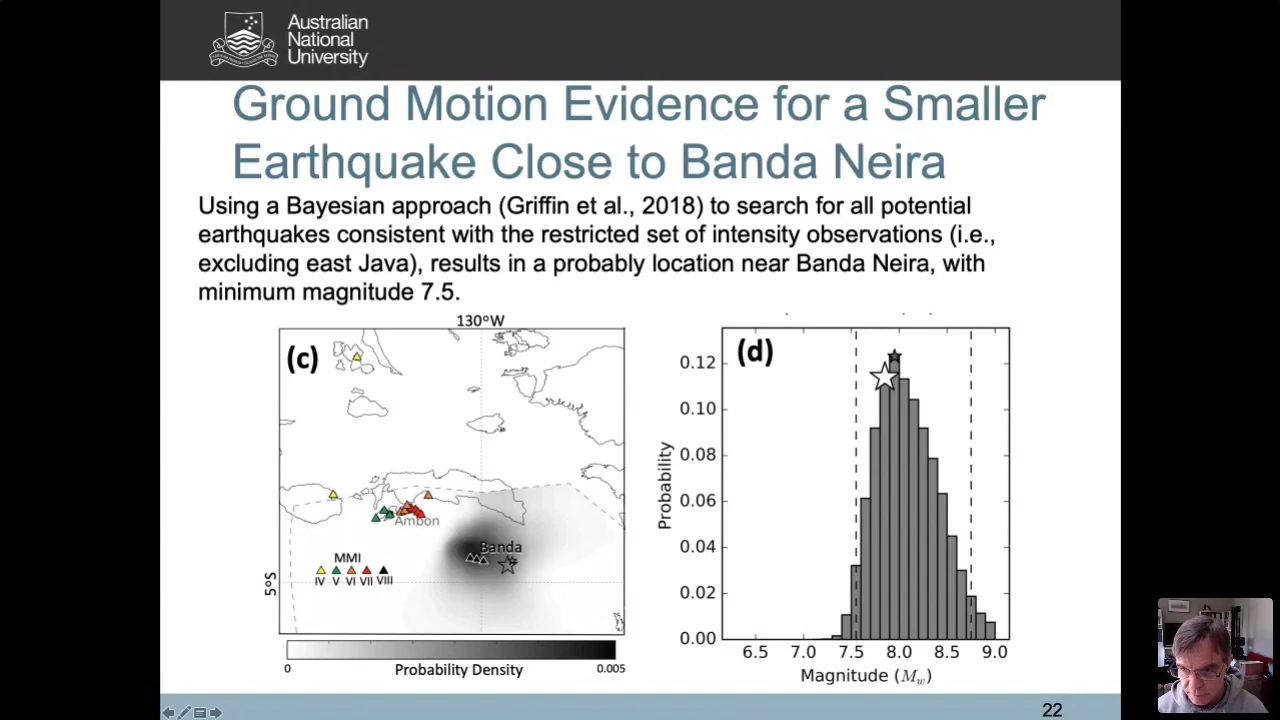 Australian
National
University
Ground Motion Evidence for a Smaller
Earthquake Close to Banda Neira
Using a Bayesian approach (Griffin et al., 2018) to search for all potential
earthquakes consistent with the restricted set of intensity observations (i.e.,
excluding east Java), results in a probably location near Banda Neira, with
minimum magnitude 7.5.
130°W
(c)
Ambon
Banda
MMI
IV V VI VII VIII
5°S
0 0.005
Probability Density
(d)
0.12
0.10
0.08
0.06
0.04
0.02
0.00
Probability
6.5 7.0 7.5 8.0 8.5 9.0
Magnitude (Mw)
22